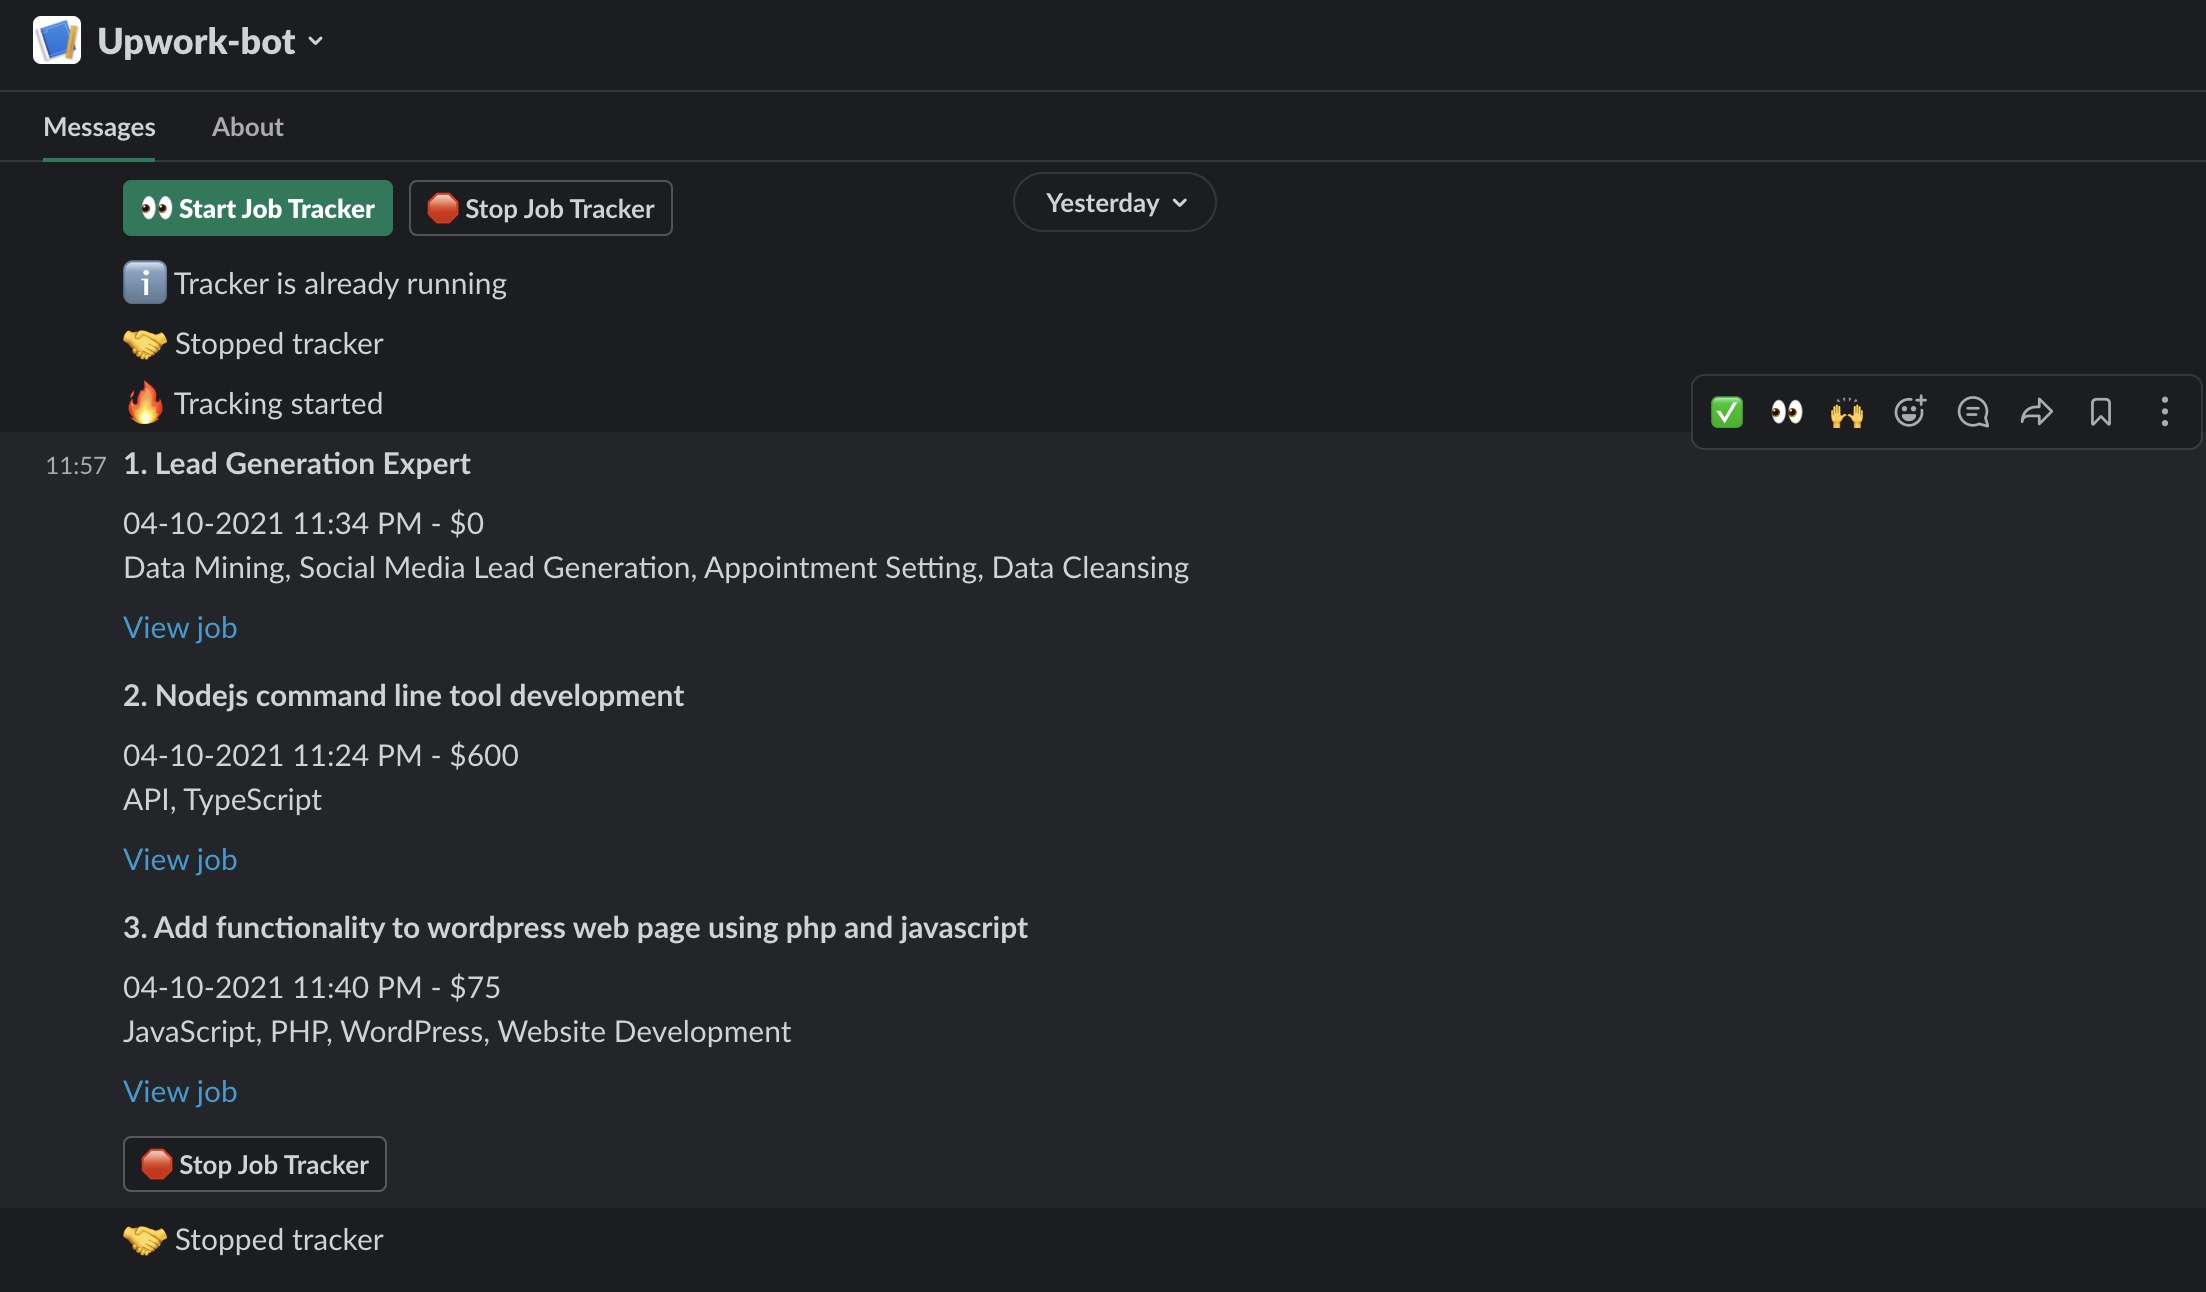 Upwork-bot
Messages About
Start Job Tracker Stop Job Tracker Yesterday
Tracker is already running
Stopped tracker
Tracking started
11:57 1. Lead Generation Expert
04-10-2021 11:34 PM - $0
Data Mining, Social Media Lead Generation, Appointment Setting, Data Cleansing
View job
2. Nodejs command line tool development
04-10-2021 11:24 PM - $600
API, TypeScript
View job
3. Add functionality to wordpress web page using php and javascript
04-10-2021 11:40 PM - $75
JavaScript, PHP, WordPress, Website Development
View job
Stop Job Tracker
Stopped tracker